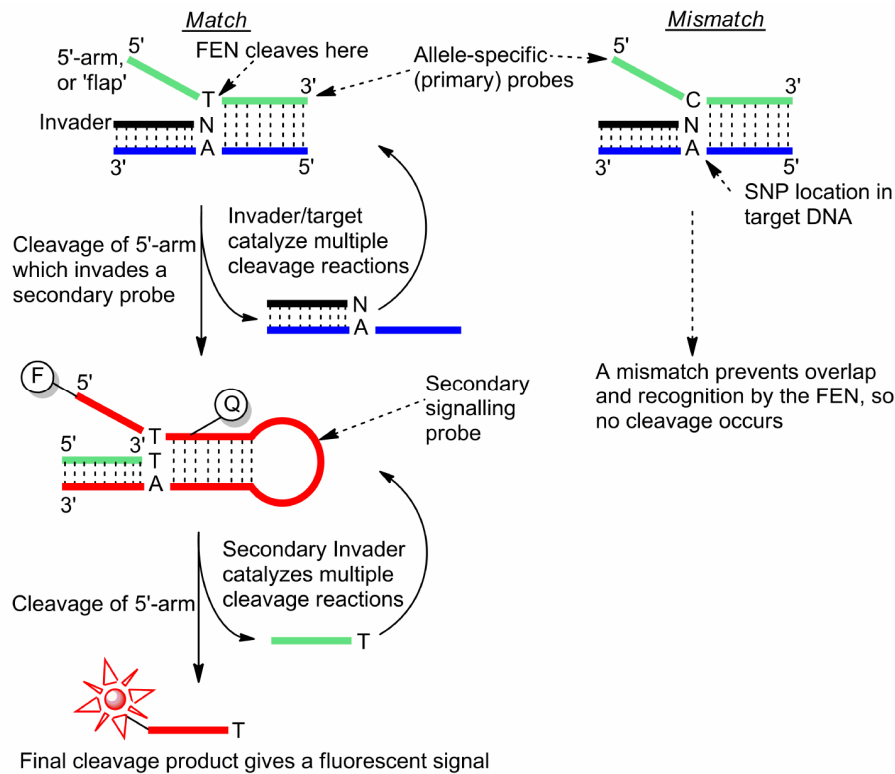 Match
Mismatch
5'
FEN cleaves here
5'-arm,
or 'flap'
Allele-specific
(primary) probes
5'
T
3'
C
3'
Invader
N
N
A
A
3'
5'
3'
5'
SNP location in
target DNA
Invader/target
catalyze multiple
cleavage reactions
Cleavage of 5'-arm
which invades a
secondary probe
N
A
A mismatch prevents overlap
and recognition by the FEN, so
no cleavage occurs
F
5'
Q
Secondary
signalling
probe
5'
3'
T
T
A
3'
Secondary Invader
catalyzes multiple
cleavage reactions
Cleavage of 5'-arm
T
T
Final cleavage product gives a fluorescent signal